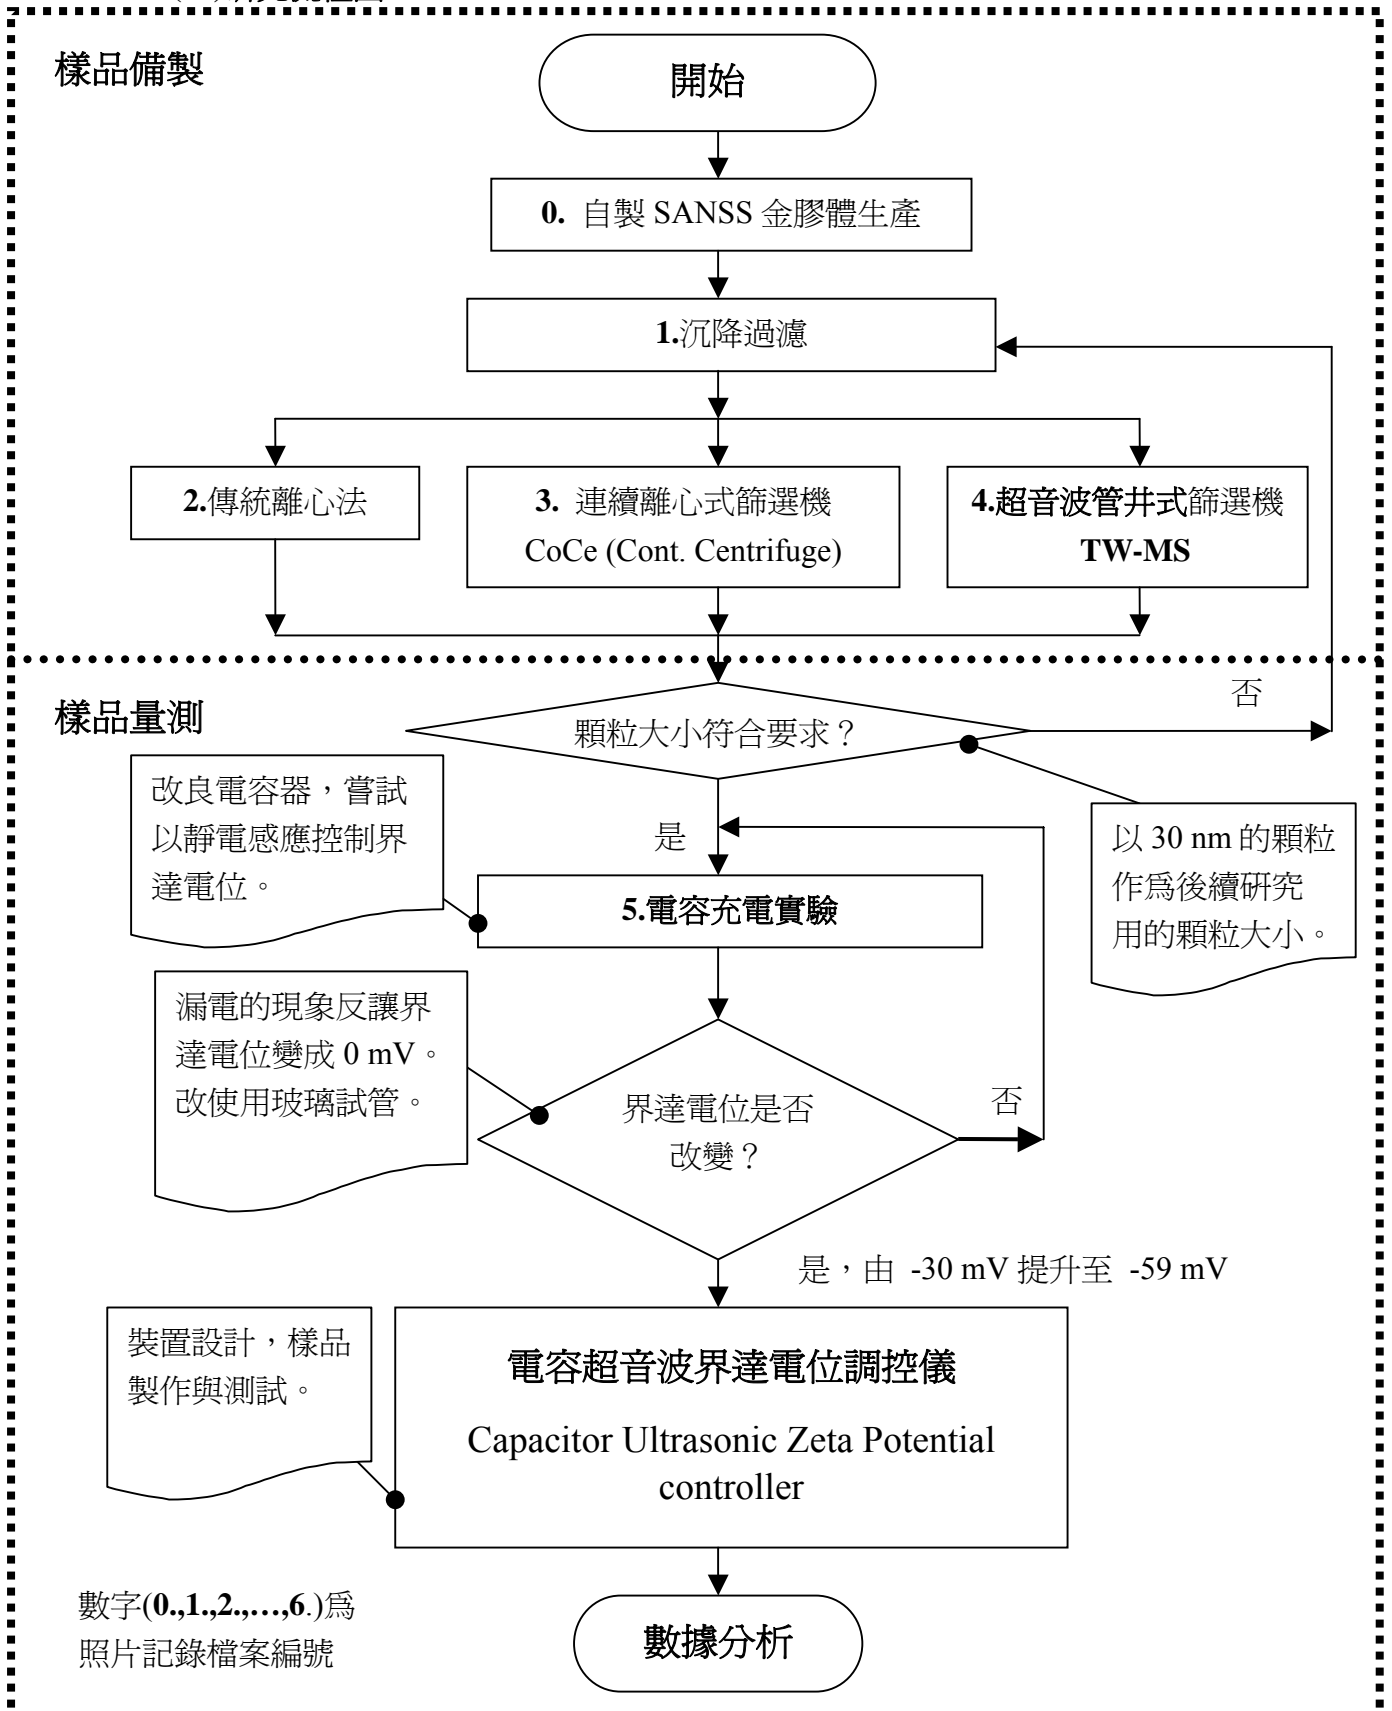 樣品備製
開始
0. 自製 SANSS 金膠體生產
1.沉降過濾
2.傳統離心法
3. 連續離心式篩選機
CoCe (Cont. Centrifuge)
4.超音波管井式篩選機
TW-MS
樣品量測
顆粒大小符合要求？
否
改良電容器，嘗試
以靜電感應控制界
達電位。
是
以 30 nm 的顆粒
作爲後續研究
用的顆粒大小。
5.電容充電實驗
漏電的現象反讓界
達電位變成 0 mV。
改使用玻璃試管。
界達電位是否
改變？
否
是，由 -30 mV 提升至 -59 mV
裝置設計，樣品
製作與測試。
電容超音波界達電位調控儀
Capacitor Ultrasonic Zeta Potential
controller
數字(0.,1.,2.,…,6.)爲
照片記錄檔案編號
數據分析